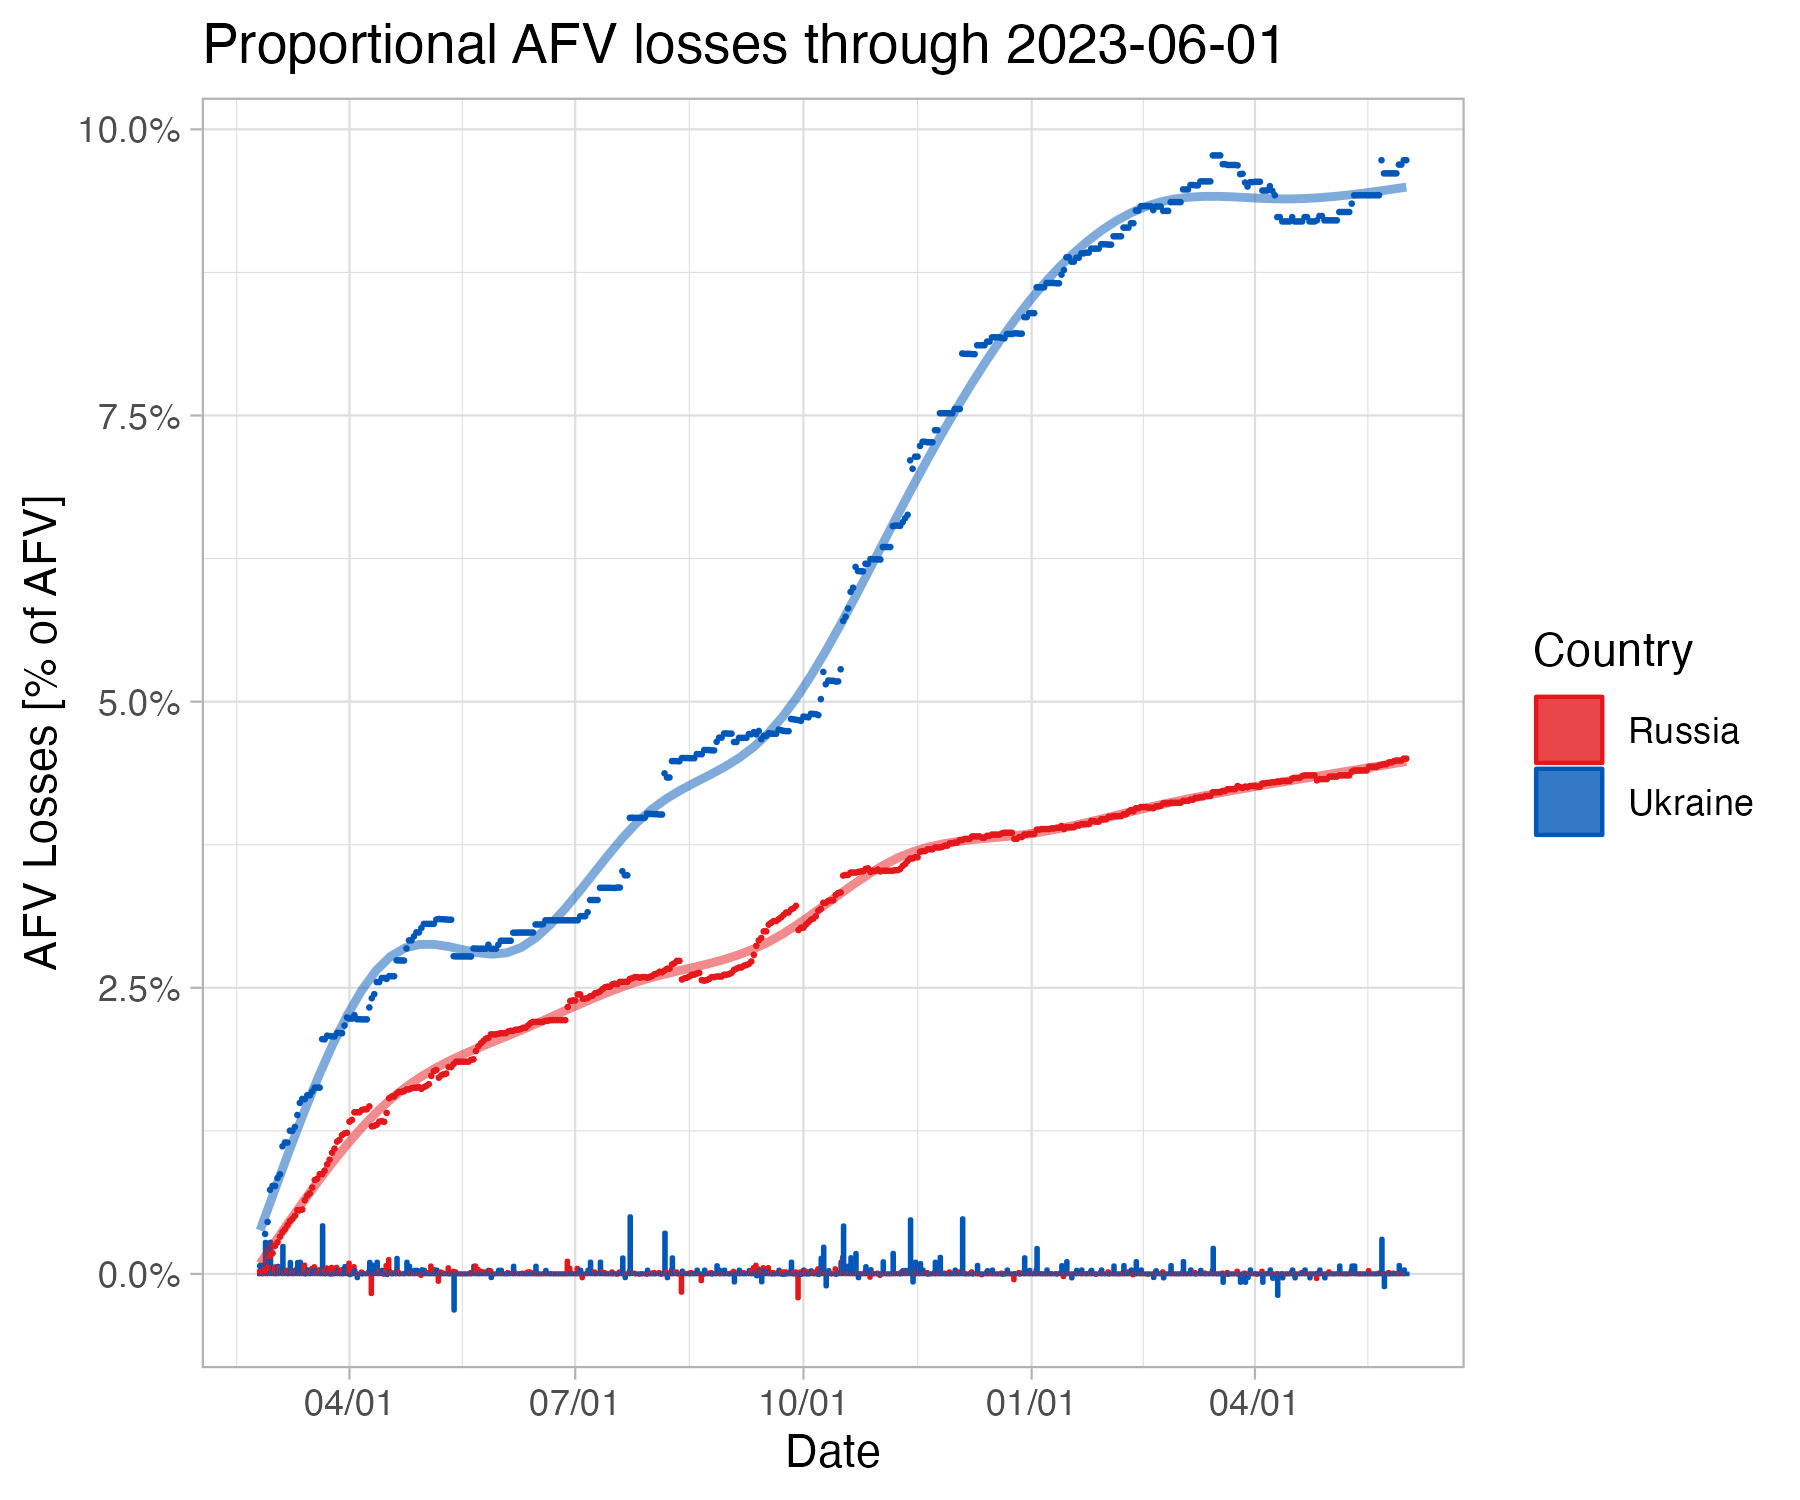 Proportional AFV losses through 2023-06-01
AFV Losses [% of AFV]
10.0%
7.5%
5.0%
2.5%
0.0%
04/01
07/01
10/01
01/01
04/01
Date
Country
Russia
Ukraine